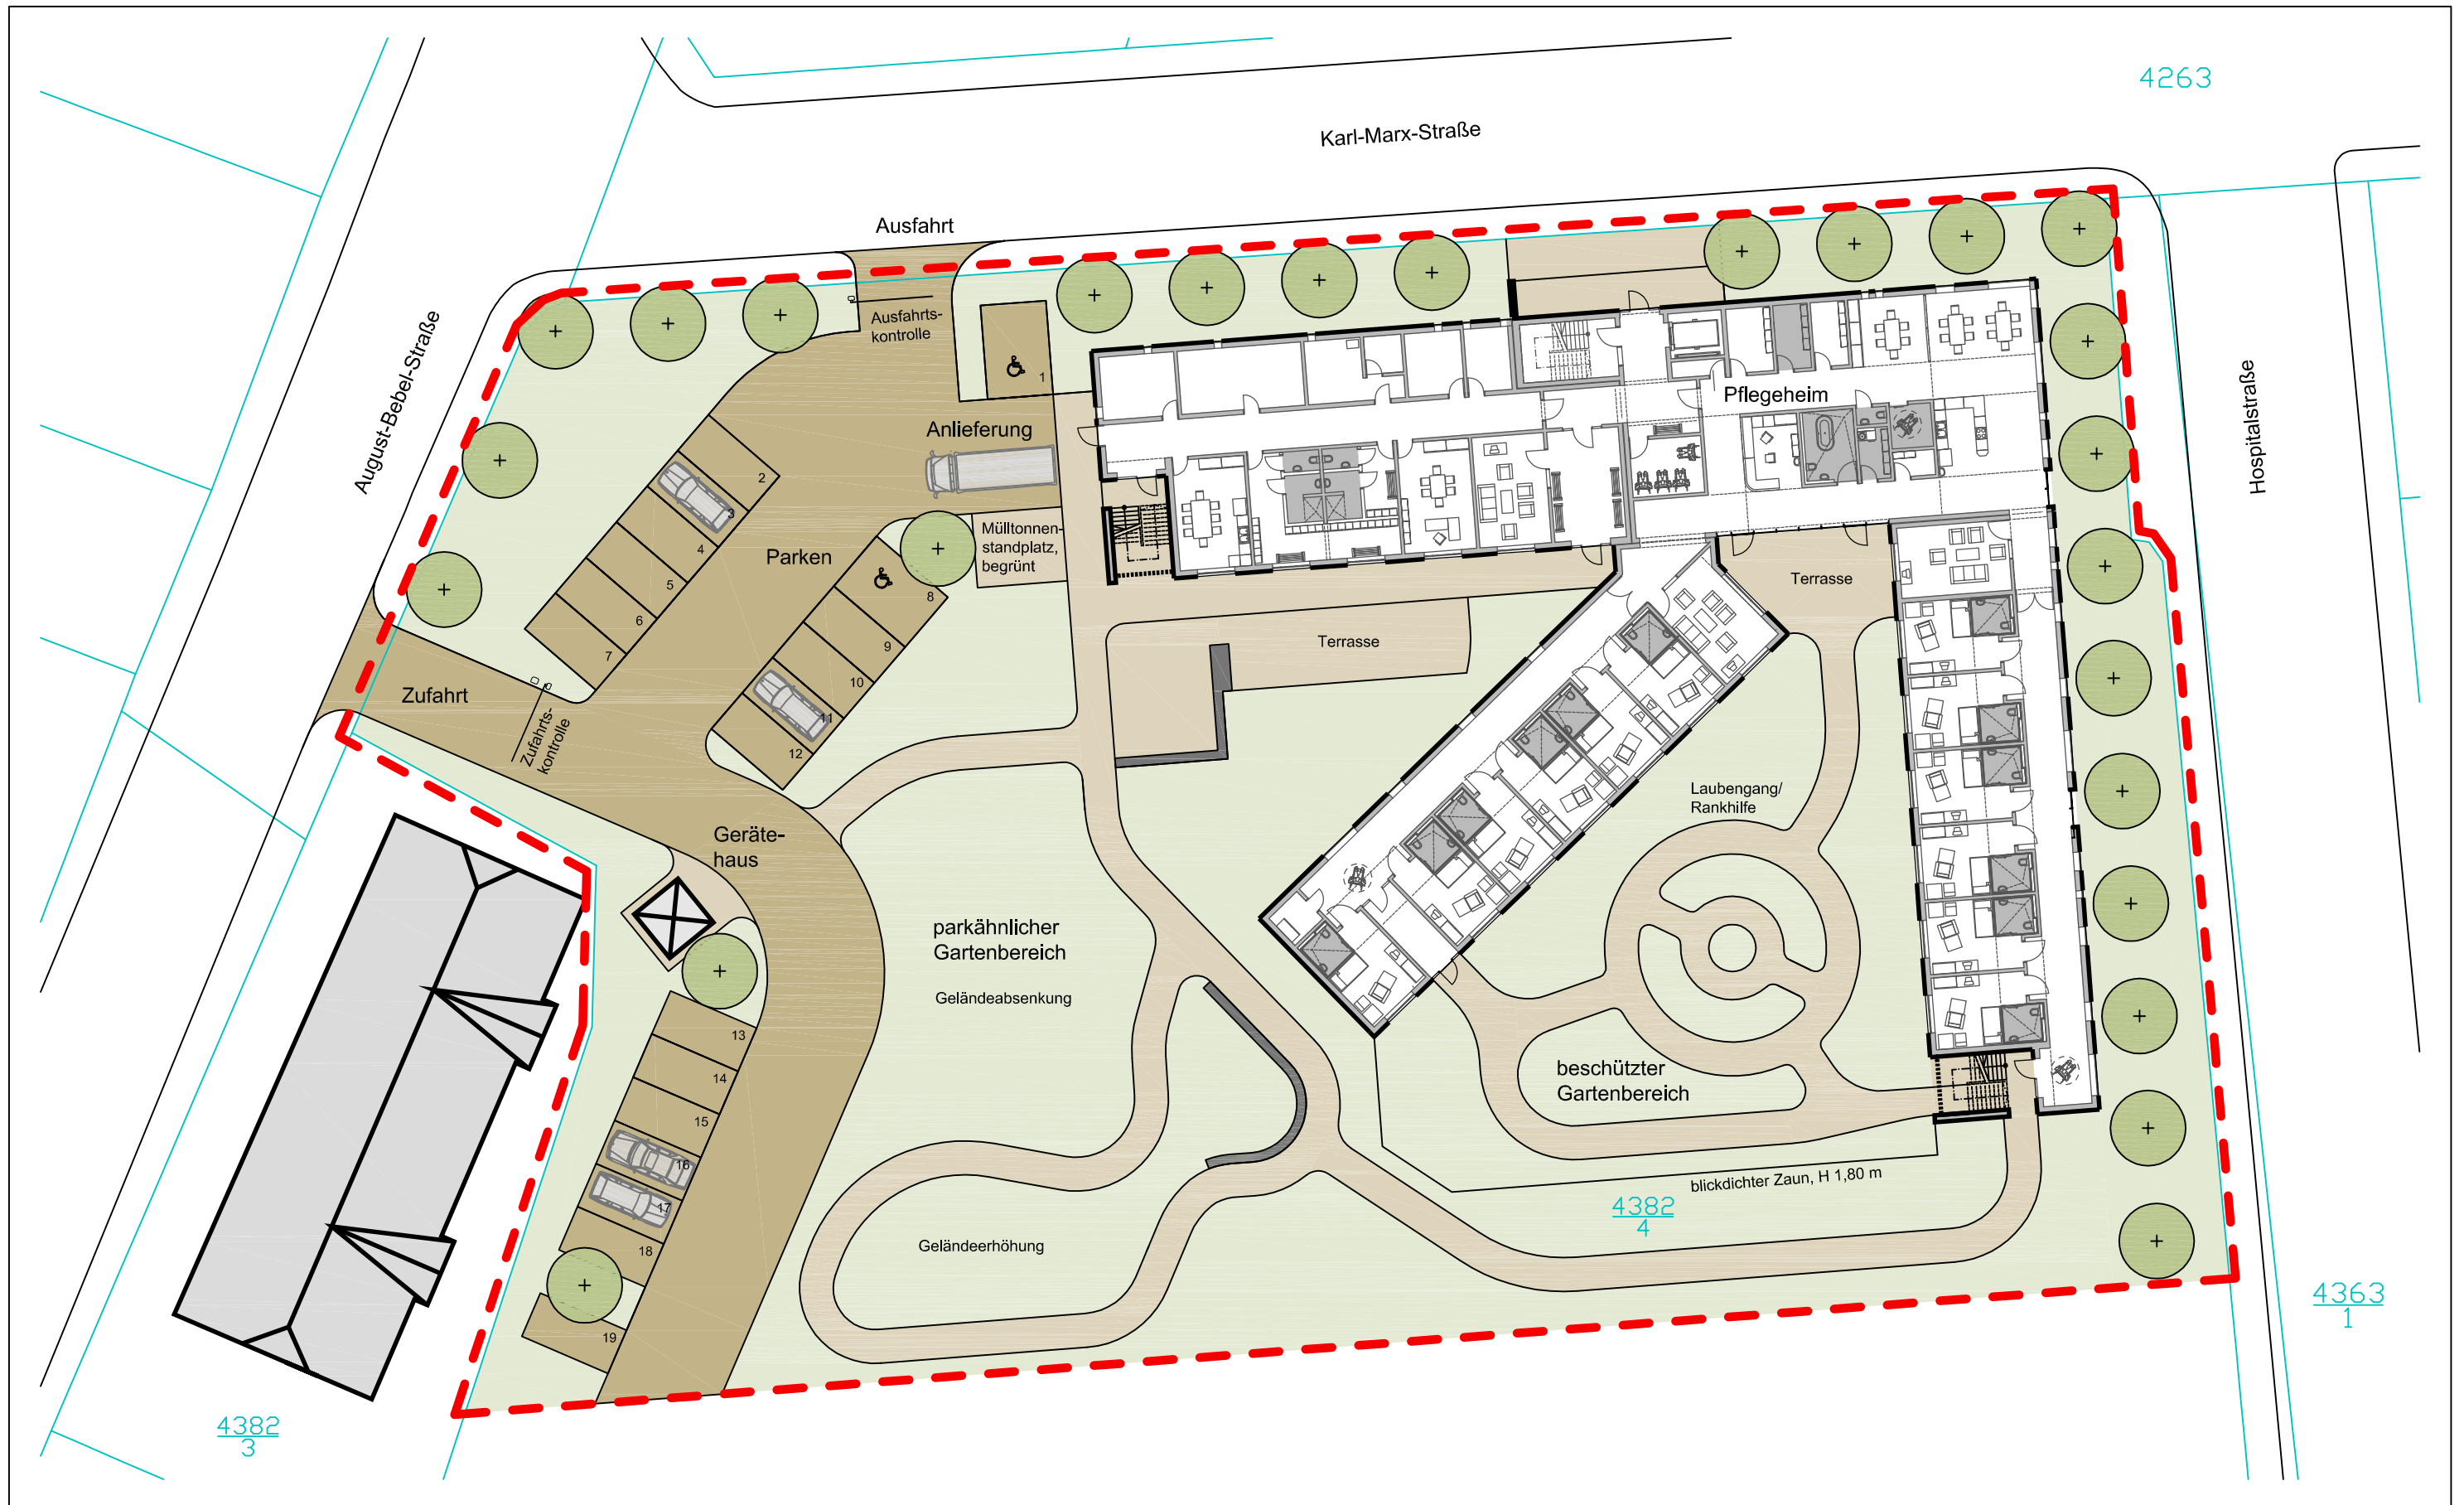 4263
Karl-Marx-Straße
Ausfahrt
Ausfahrts-
kontrolle
August-Bebel-Straße
Hospitalstraße
1
Pflegeheim
Anlieferung
2
3
4
5
6
7
Parken
Mülltonnen-
standplatz,
begrünt
8
9
10
11
12
Terrasse
Terrasse
Zufahrt
Zufahrts-
kontrolle
Laubengang/
Rankhilfe
Geräte-
haus
parkähnlicher
Gartenbereich
Geländeabsenkung
beschützter
Gartenbereich
13
14
15
16
17
18
19
blickdichter Zaun, H 1,80 m
4382
4
Geländeerhöhung
4363
1
4382
3